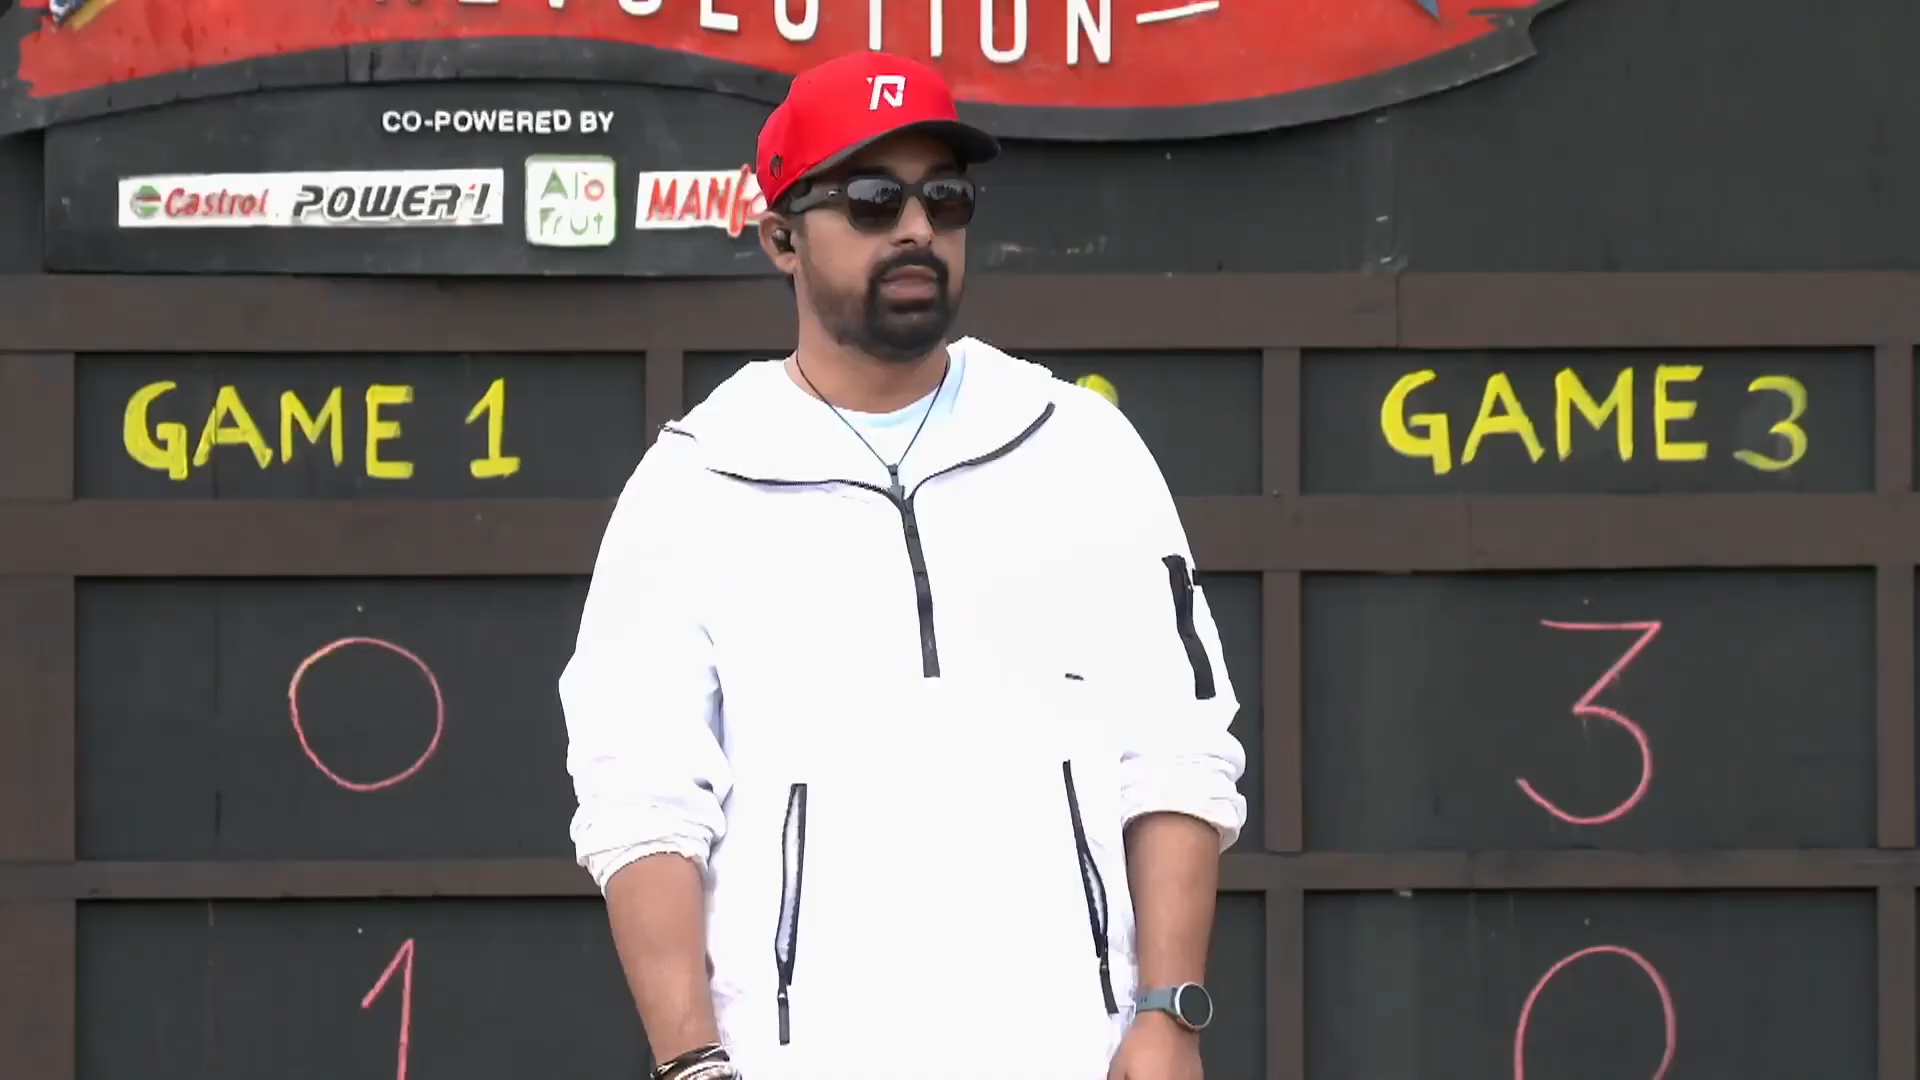 REVOLUTION
CO-POWERED BY
Castrol POWER1
Alo Frut
GAME 1
GAME 3
0
3
1
0